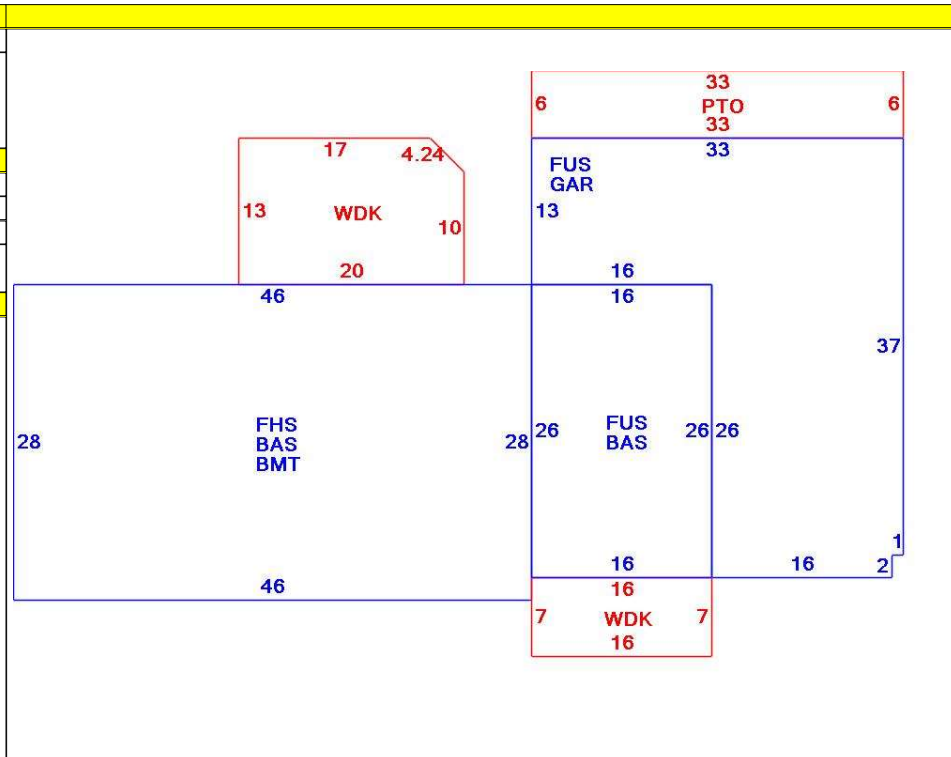 33
6 PTO 6
33
33
17 4.24
FUS
GAR
13 WDK 10
13
20
16
46
16
37
28
FHS
BAS
BMT
28
26 FUS 26 26
BAS
1
16 16 2
46
16
7 WDK 7
16